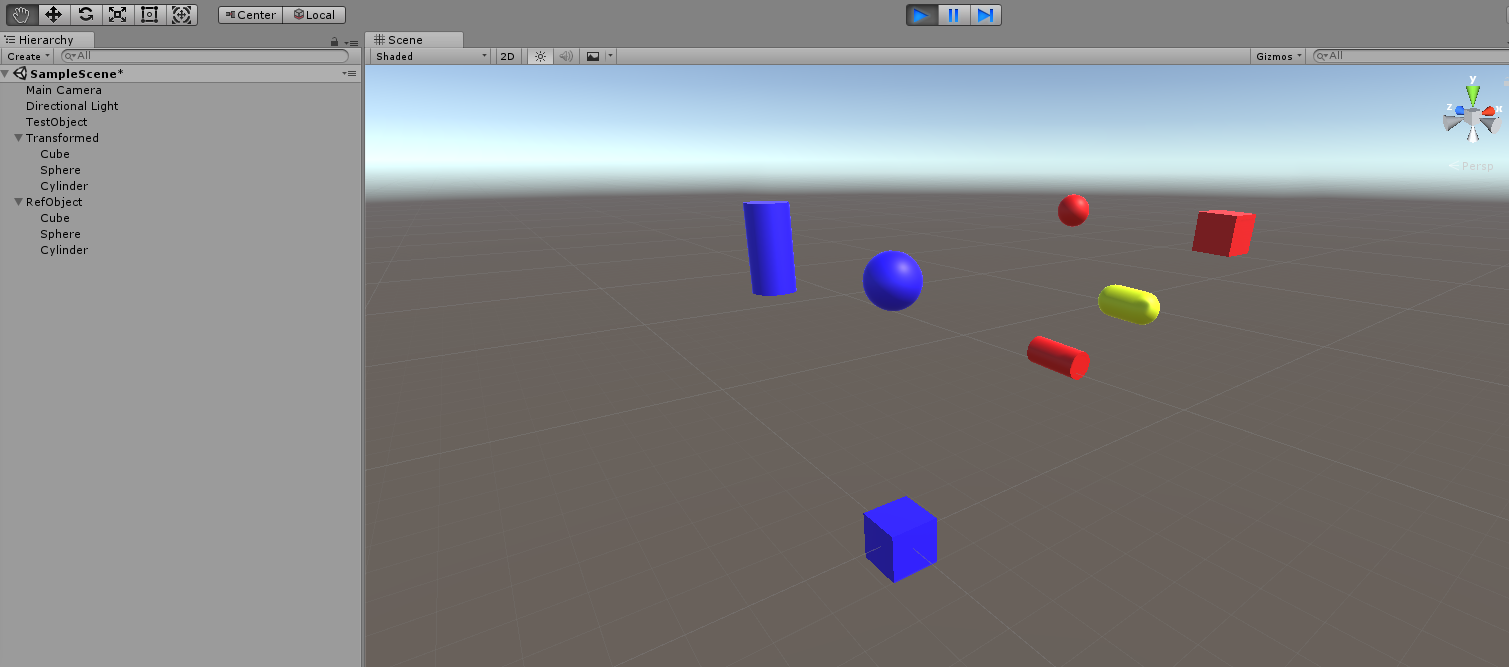 Center Local
Hierarchy
Create All
SampleScene*
Main Camera
Directional Light
TestObject
Transformed
Cube
Sphere
Cylinder
RefObject
Cube
Sphere
Cylinder
Scene
Shaded 2D Gizmos All
y
z x
< Persp